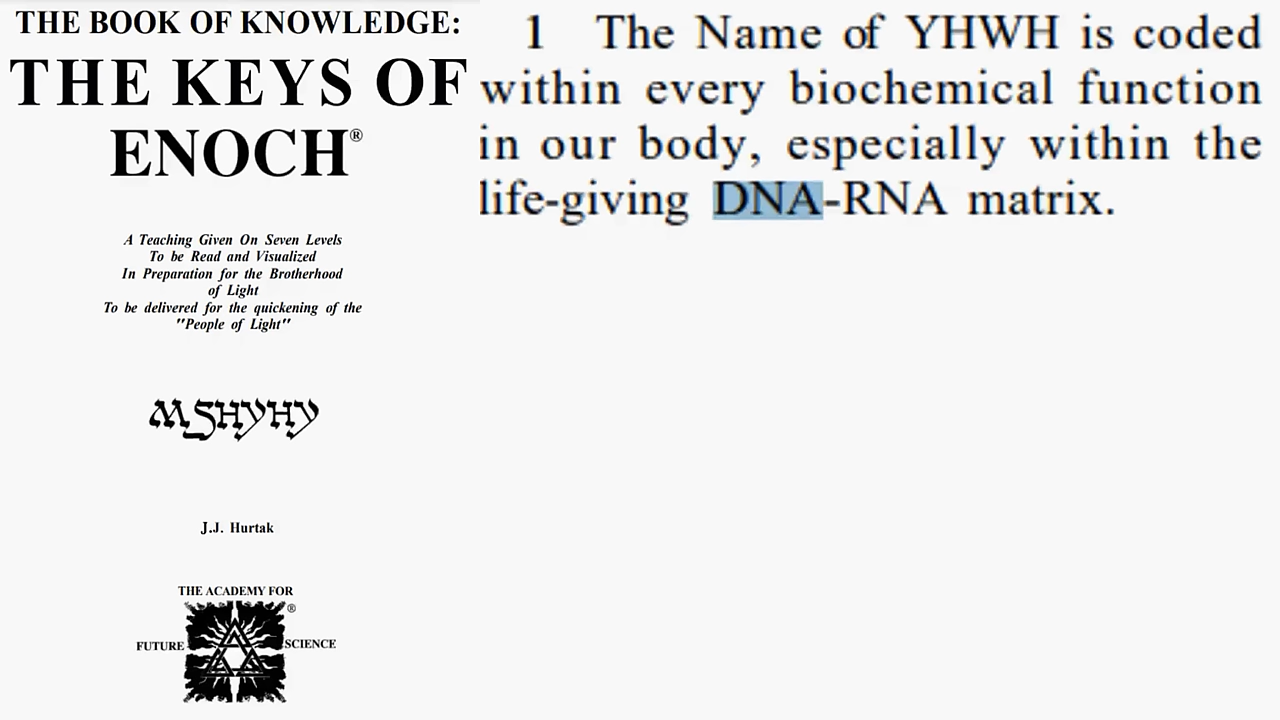 THE BOOK OF KNOWLEDGE:
THE KEYS OF
ENOCH®
A Teaching Given On Seven Levels
To be Read and Visualized
In Preparation for the Brotherhood
of Light
To be delivered for the quickening of the
"People of Light"
MSHYHY
J.J. Hurtak
THE ACADEMY FOR
®
FUTURE SCIENCE
1 The Name of YHWH is coded
within every biochemical function
in our body, especially within the
life-giving DNA-RNA matrix.